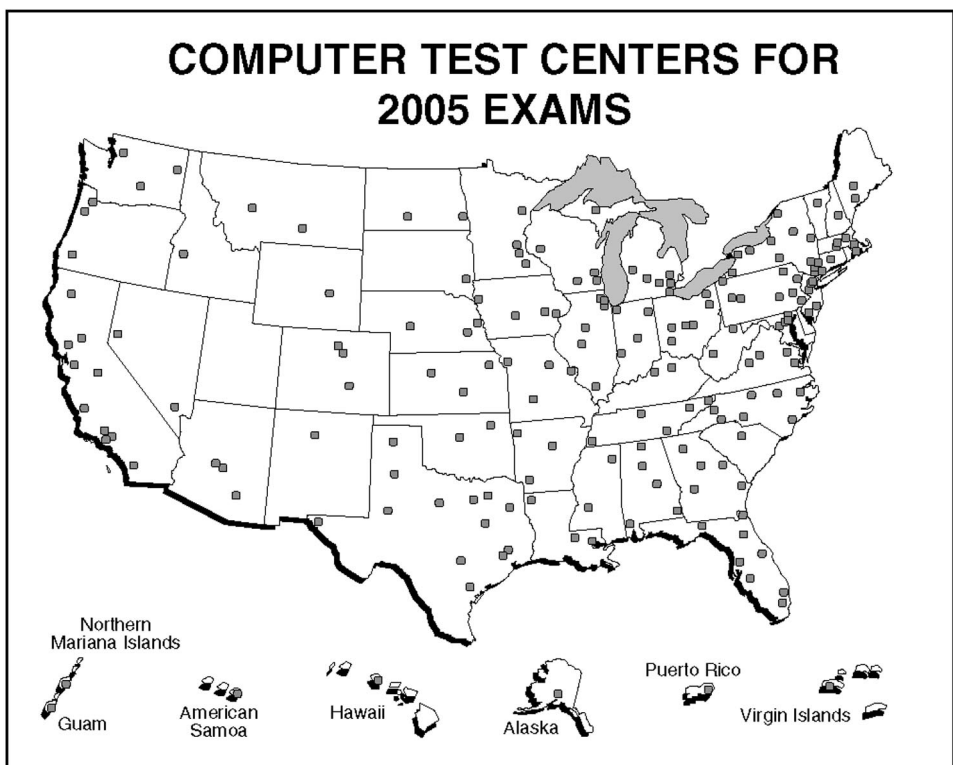 COMPUTER TEST CENTERS FOR
2005 EXAMS
Northern
Mariana Islands
Guam
American
Samoa
Hawaii
Alaska
Puerto Rico
Virgin Islands